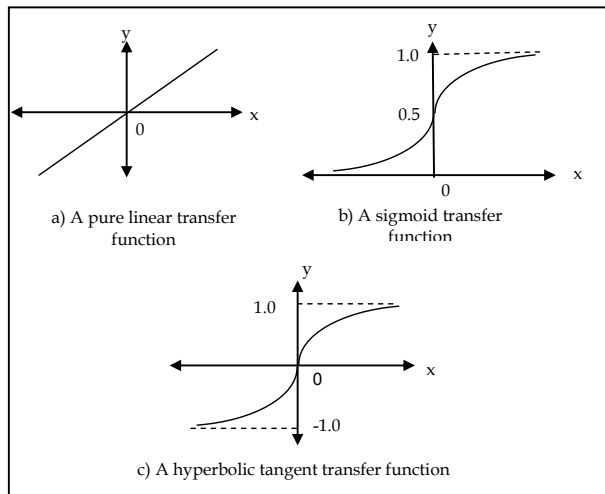 y
x
0
a) A pure linear transfer
function
y
1.0
0.5
x
0
b) A sigmoid transfer
function
y
1.0
0
x
-1.0
c) A hyperbolic tangent transfer function